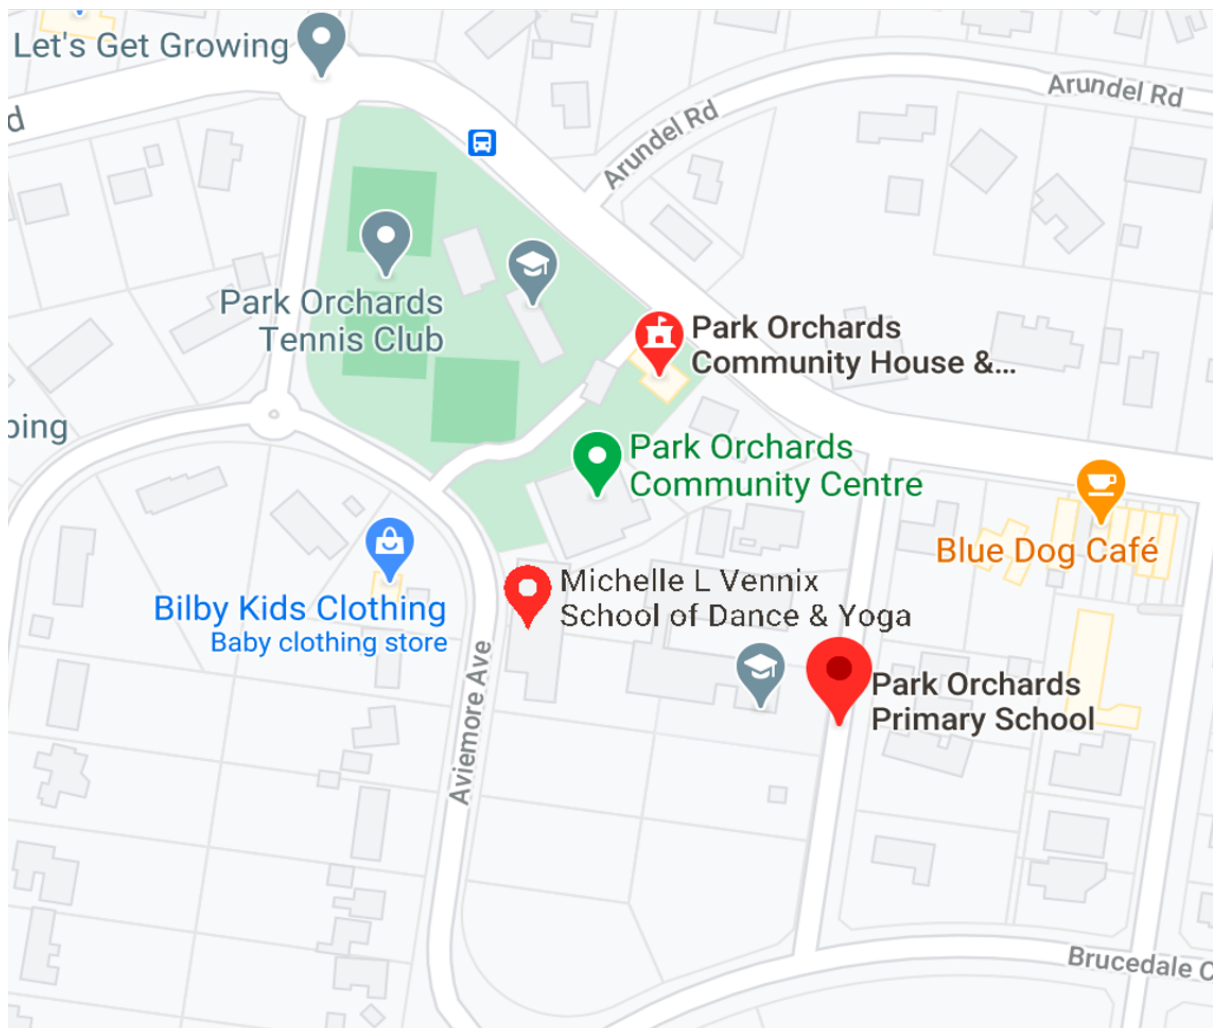 Let's Get Growing
Arundel Rd
d
Arundel Rd
Park Orchards
Tennis Club
Park Orchards
Community House &...
ping
Park Orchards
Community Centre
Blue Dog Café
Bilby Kids Clothing
Baby clothing store
Michelle L Vennix
School of Dance & Yoga
Aviemore Ave
Park Orchards
Primary School
Brucedale C